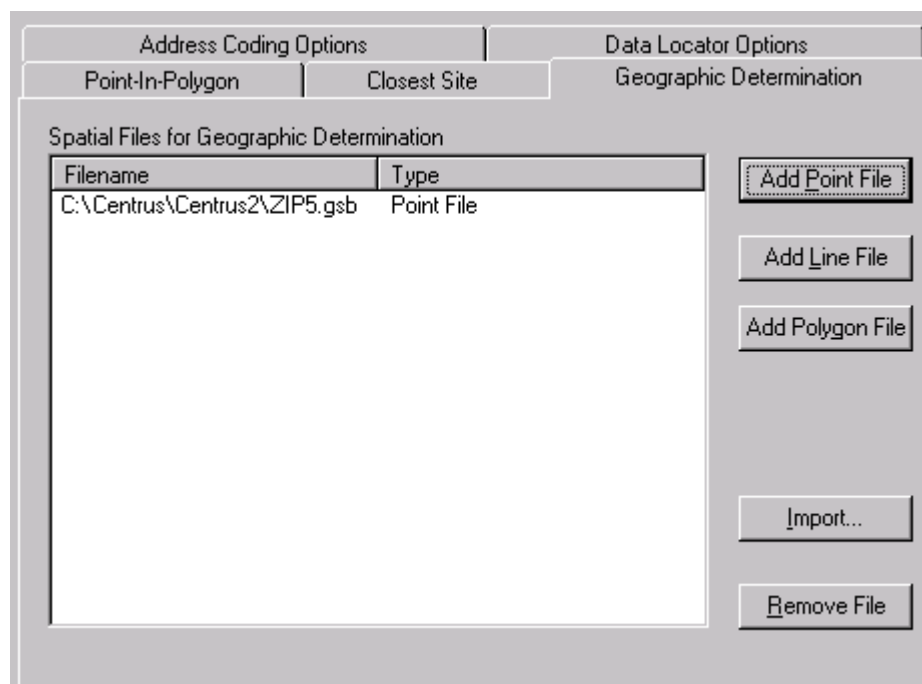 Address Coding Options
Data Locator Options
Point-In-Polygon
Closest Site
Geographic Determination
Spatial Files for Geographic Determination
Filename
Type
C:\Centrus\Centrus2\ZIP5.gsb
Point File
Add Point File
Add Line File
Add Polygon File
Import...
Remove File